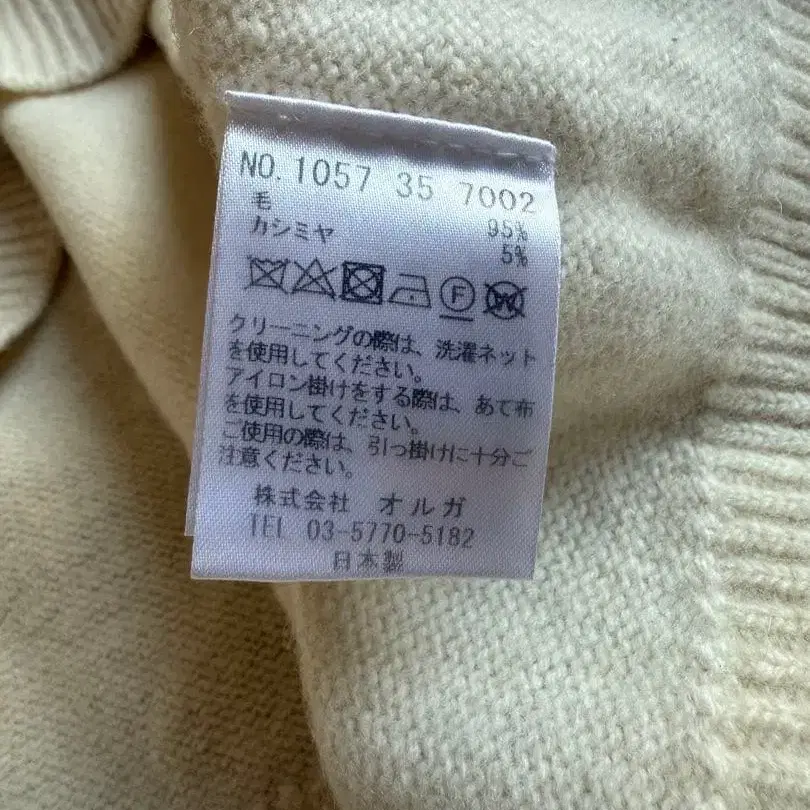 NO. 1057 35 7002
毛 95%
カシミヤ 5%
F W
クリーニングの際は、洗濯ネット
を使用してください。
アイロン掛けをする際は、あて布
を使用してください。
ご使用の際は、引っ掛けに十分ご
注意ください。
株式会社 オルガ
TEL 03-5770-5182
日本製